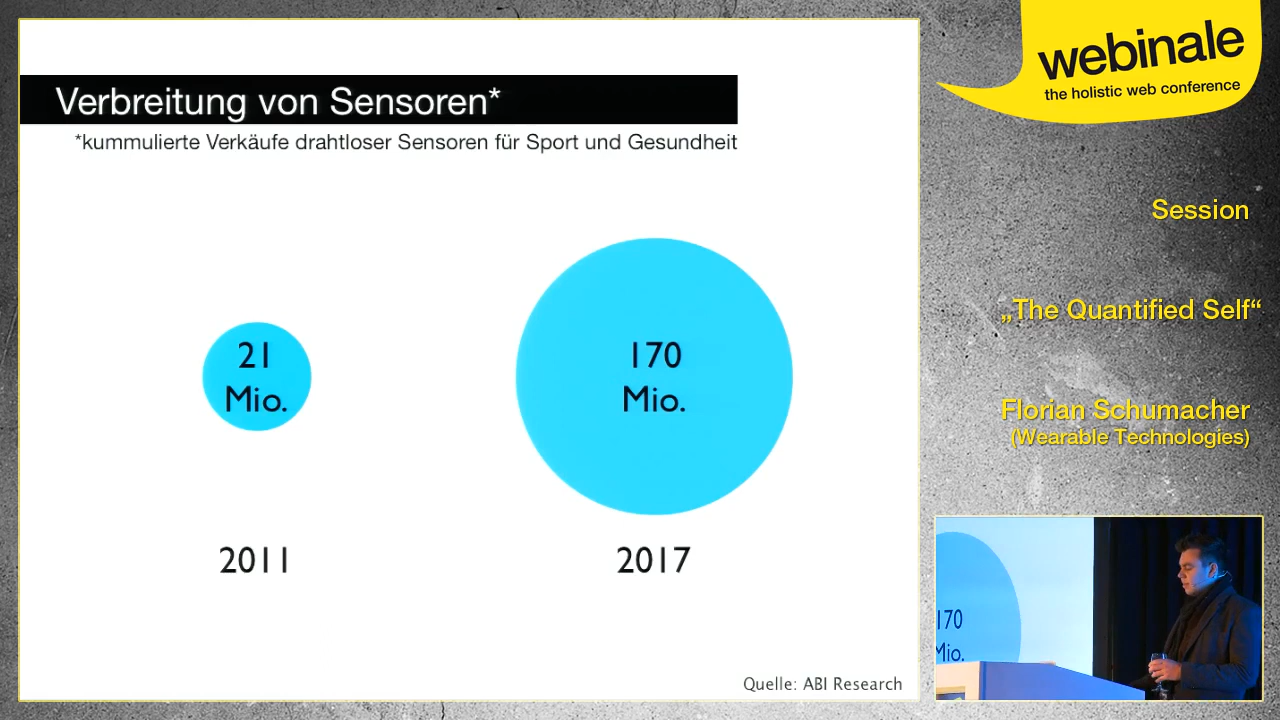 Verbreitung von Sensoren*
*kummulierte Verkäufe drahtloser Sensoren für Sport und Gesundheit
21
Mio.
170
Mio.
2011
2017
Quelle: ABI Research
webinale
the holistic web conference
Session
„The Quantified Self“
Florian Schumacher
(Wearable Technologies)
170
Mio.